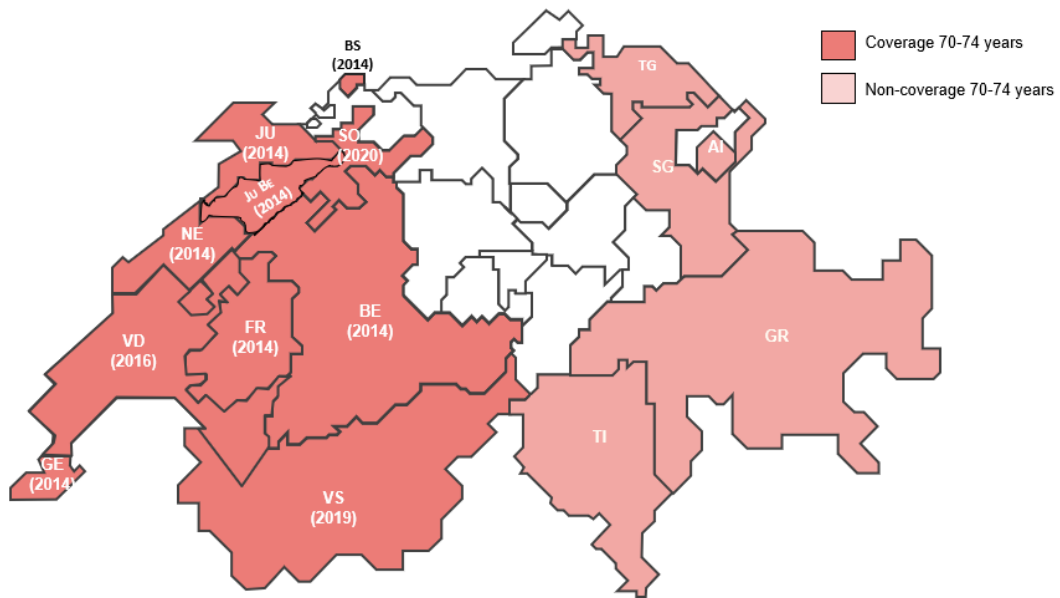 BS
(2014)
Coverage 70-74 years
Non-coverage 70-74 years
TG
JU
(2014)
SO
(2020)
AI
SG
JU BE
(2014)
NE
(2014)
VD
(2016)
FR
(2014)
BE
(2014)
GR
TI
GE
(2014)
VS
(2019)